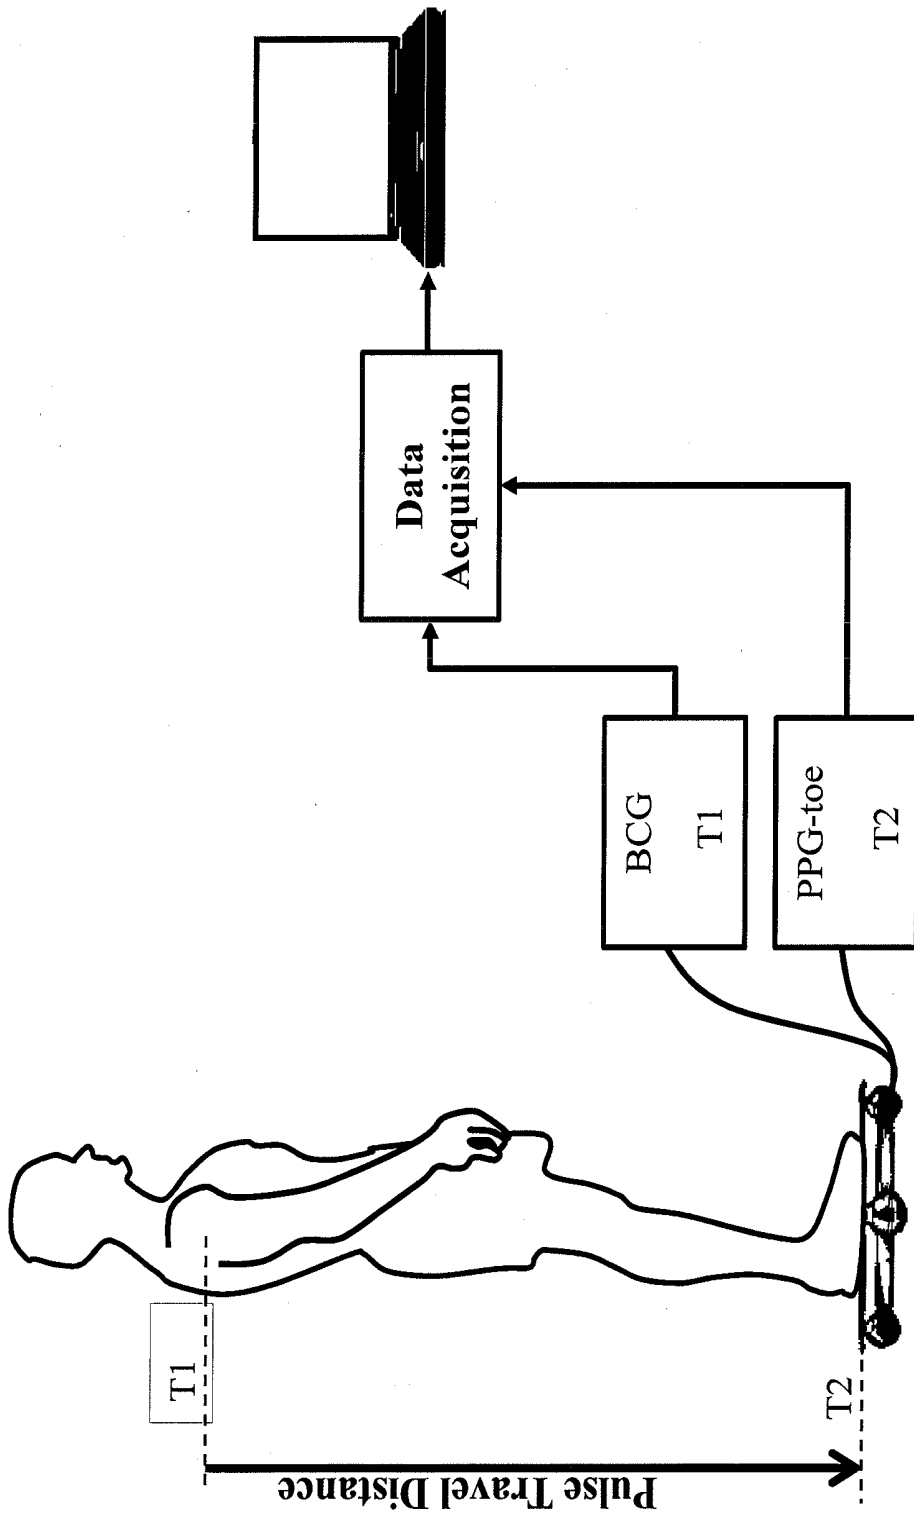 T1
Pulse Travel Distance
T2
BCG
T1
PPG-toe
T2
Data
Acquisition